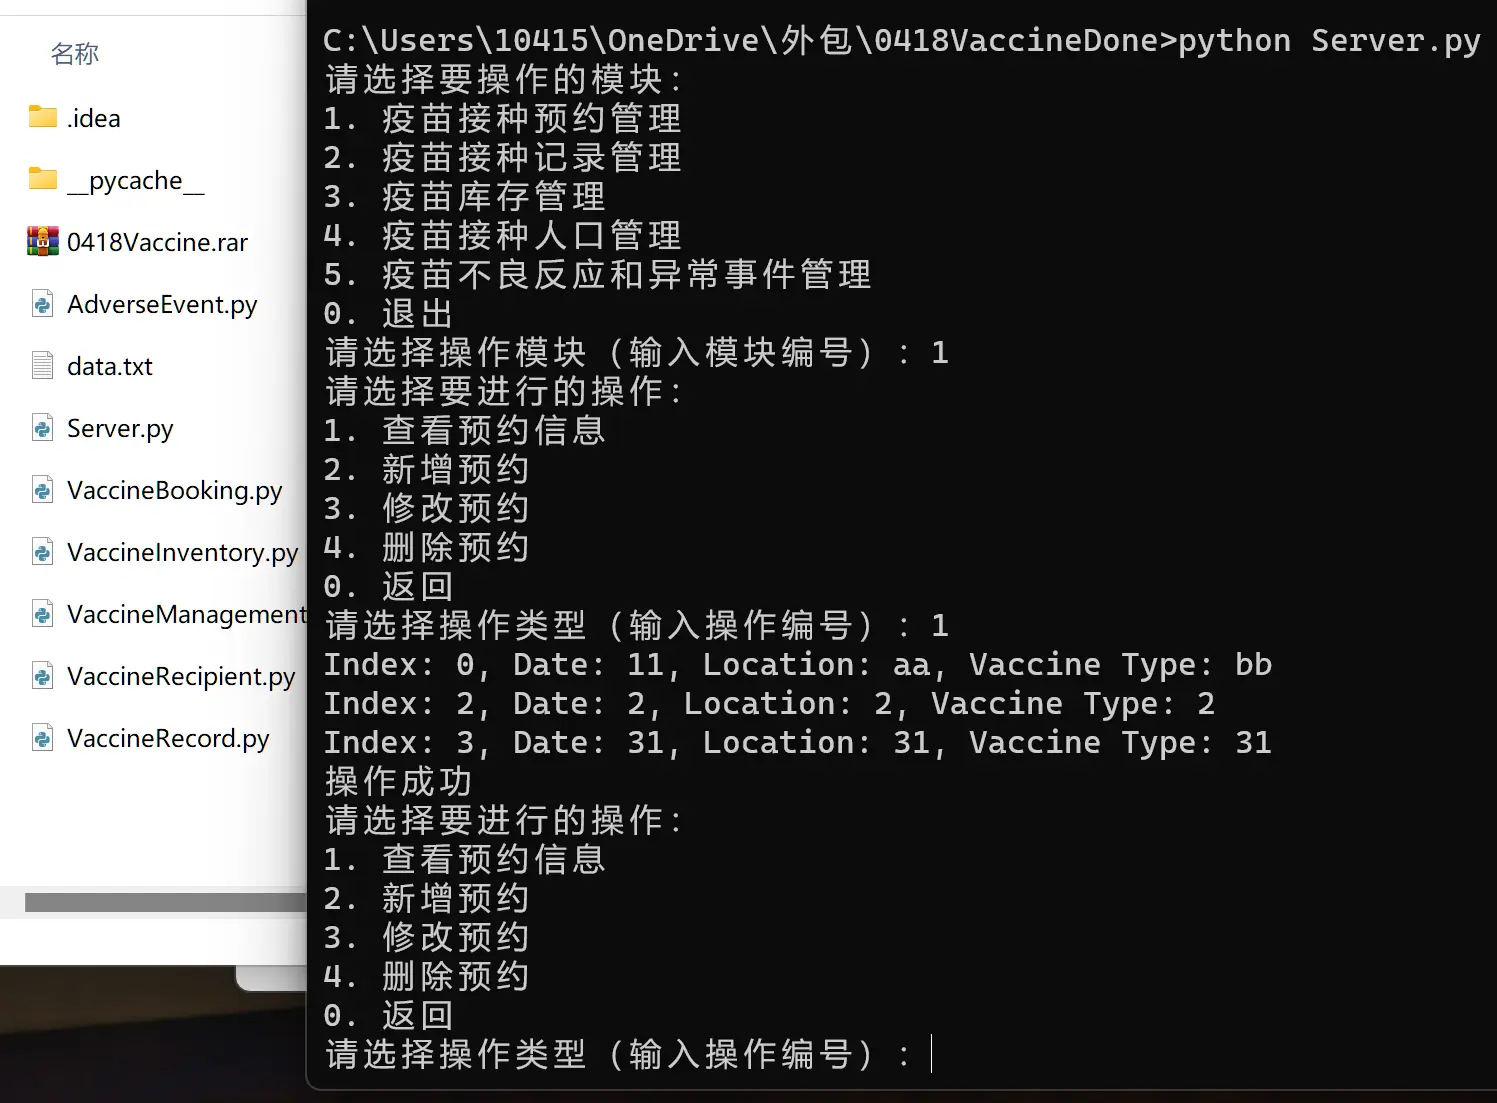 名称
.idea
__pycache__
0418Vaccine.rar
AdverseEvent.py
data.txt
Server.py
VaccineBooking.py
VaccineInventory.py
VaccineManagement
VaccineRecipient.py
VaccineRecord.py
C:\Users\10415\OneDrive\外包\0418VaccineDone>python Server.py
请选择要操作的模块：
1. 疫苗接种预约管理
2. 疫苗接种记录管理
3. 疫苗库存管理
4. 疫苗接种人口管理
5. 疫苗不良反应和异常事件管理
0. 退出
请选择操作模块（输入模块编号）：1
请选择要进行的操作：
1. 查看预约信息
2. 新增预约
3. 修改预约
4. 删除预约
0. 返回
请选择操作类型（输入操作编号）：1
Index: 0, Date: 11, Location: aa, Vaccine Type: bb
Index: 2, Date: 2, Location: 2, Vaccine Type: 2
Index: 3, Date: 31, Location: 31, Vaccine Type: 31
操作成功
请选择要进行的操作：
1. 查看预约信息
2. 新增预约
3. 修改预约
4. 删除预约
0. 返回
请选择操作类型（输入操作编号）：